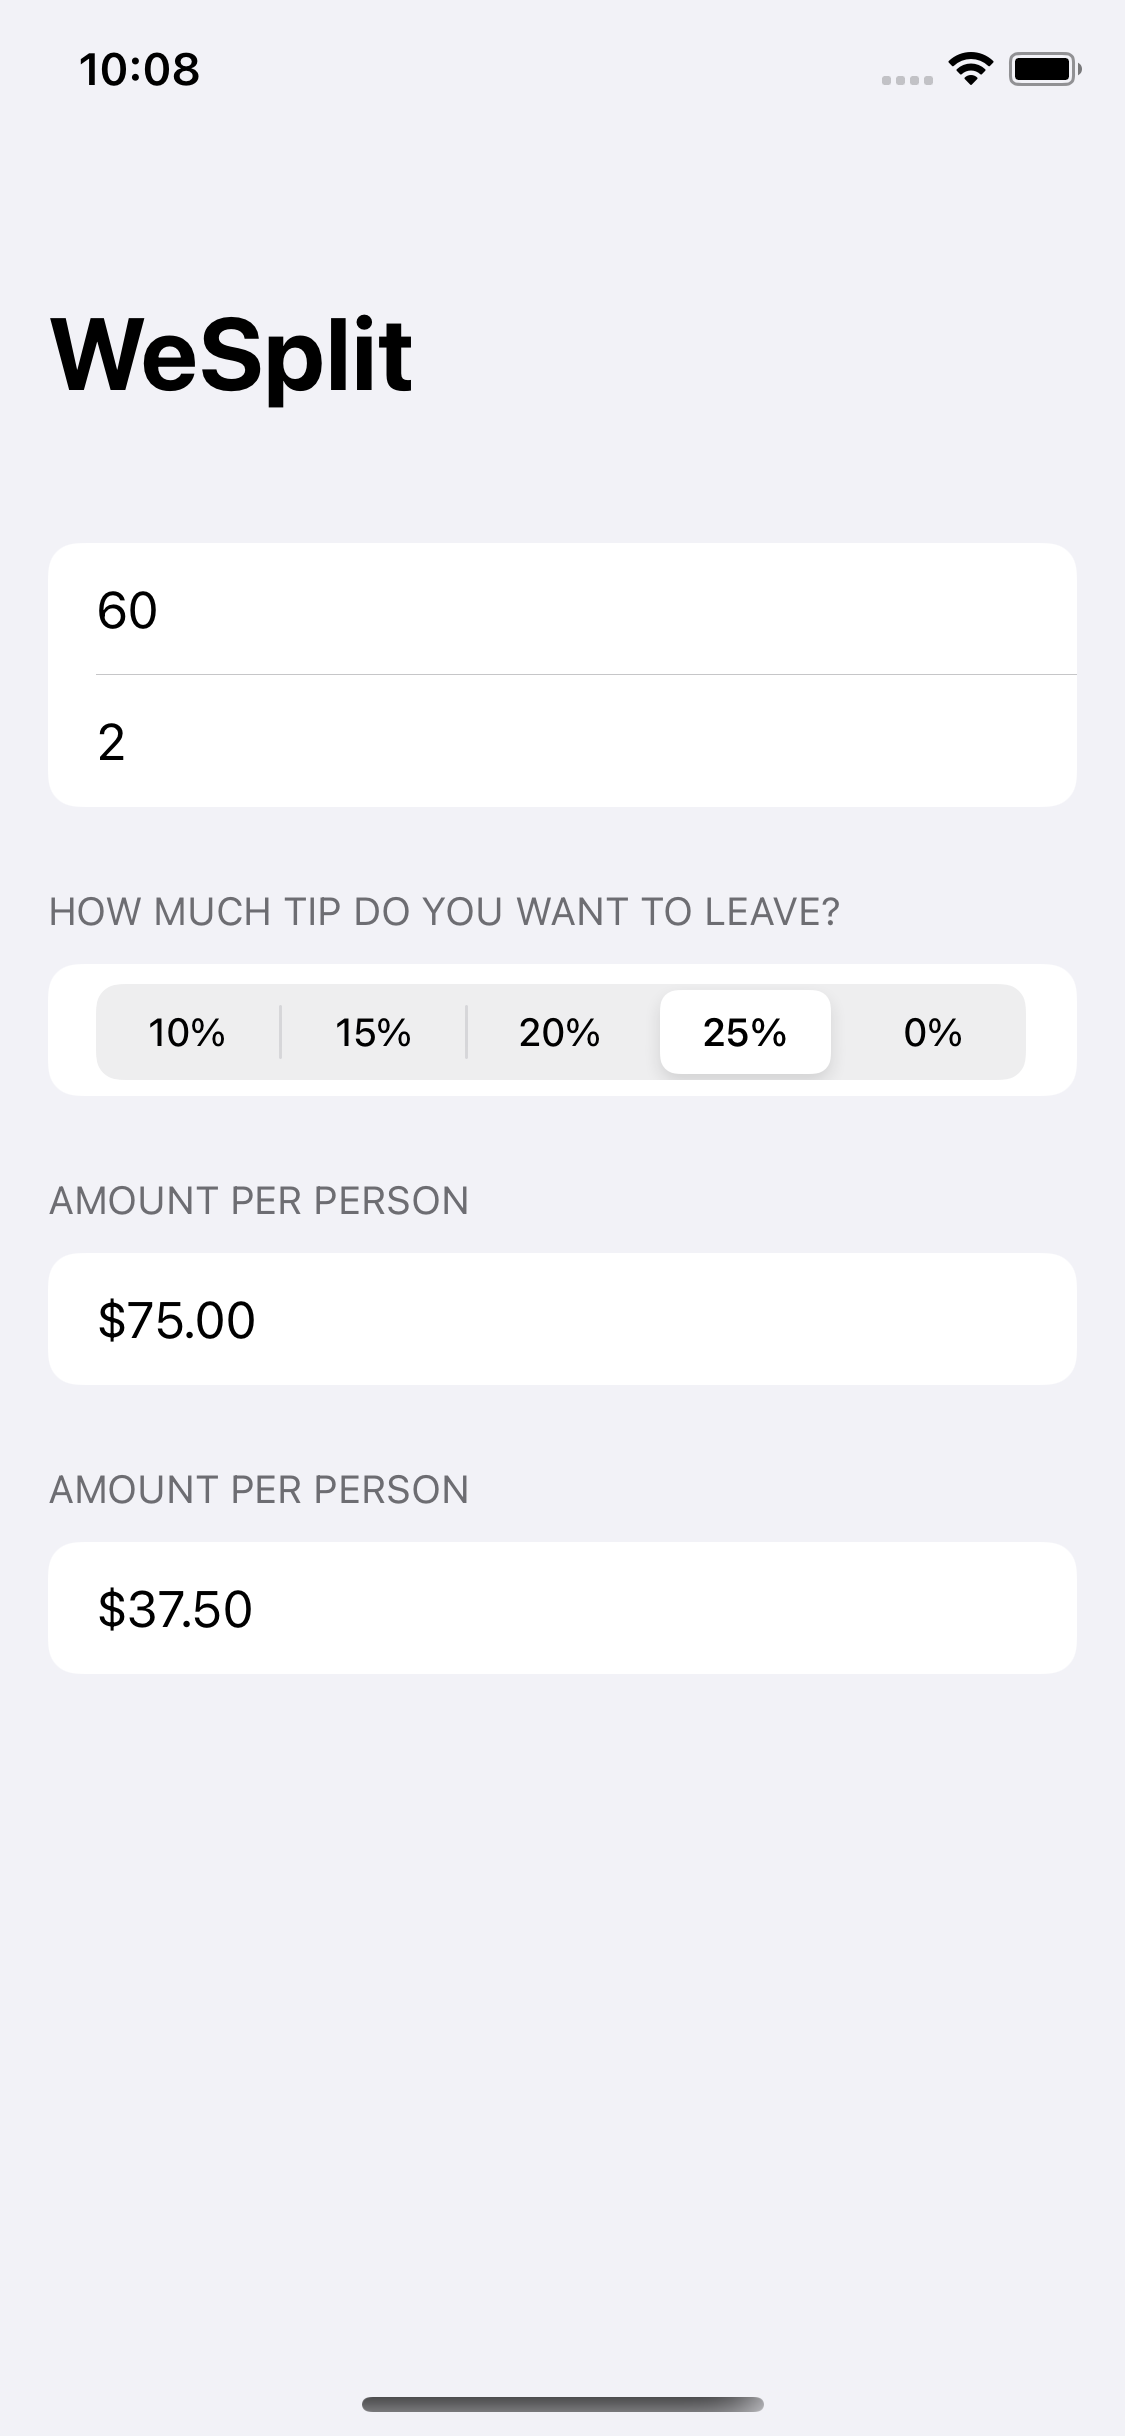 10:08
WeSplit
60
2
HOW MUCH TIP DO YOU WANT TO LEAVE?
10% 15% 20% 25% 0%
AMOUNT PER PERSON
$75.00
AMOUNT PER PERSON
$37.50